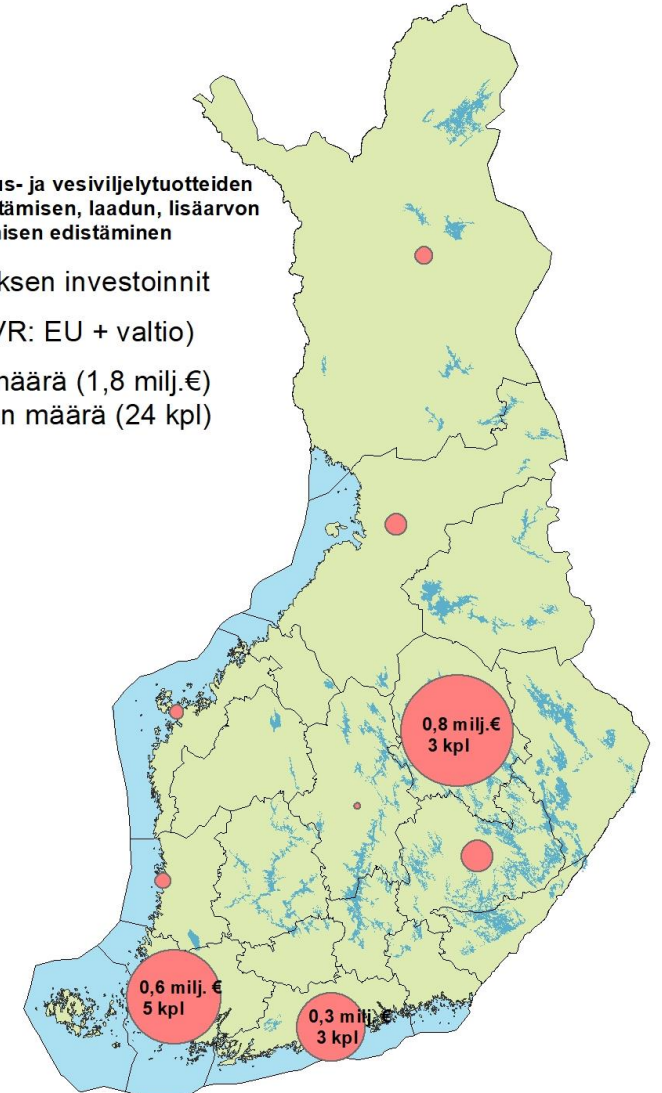 us- ja vesiviljelytuotteiden
tämisen, laadun, lisäarvon
misen edistäminen
ksen investoinnit
VR: EU + valtio)
määrä (1,8 milj.€)
n määrä (24 kpl)
0,8 milj.€
3 kpl
0,6 milj. €
5 kpl
0,3 milj.€
3 kpl